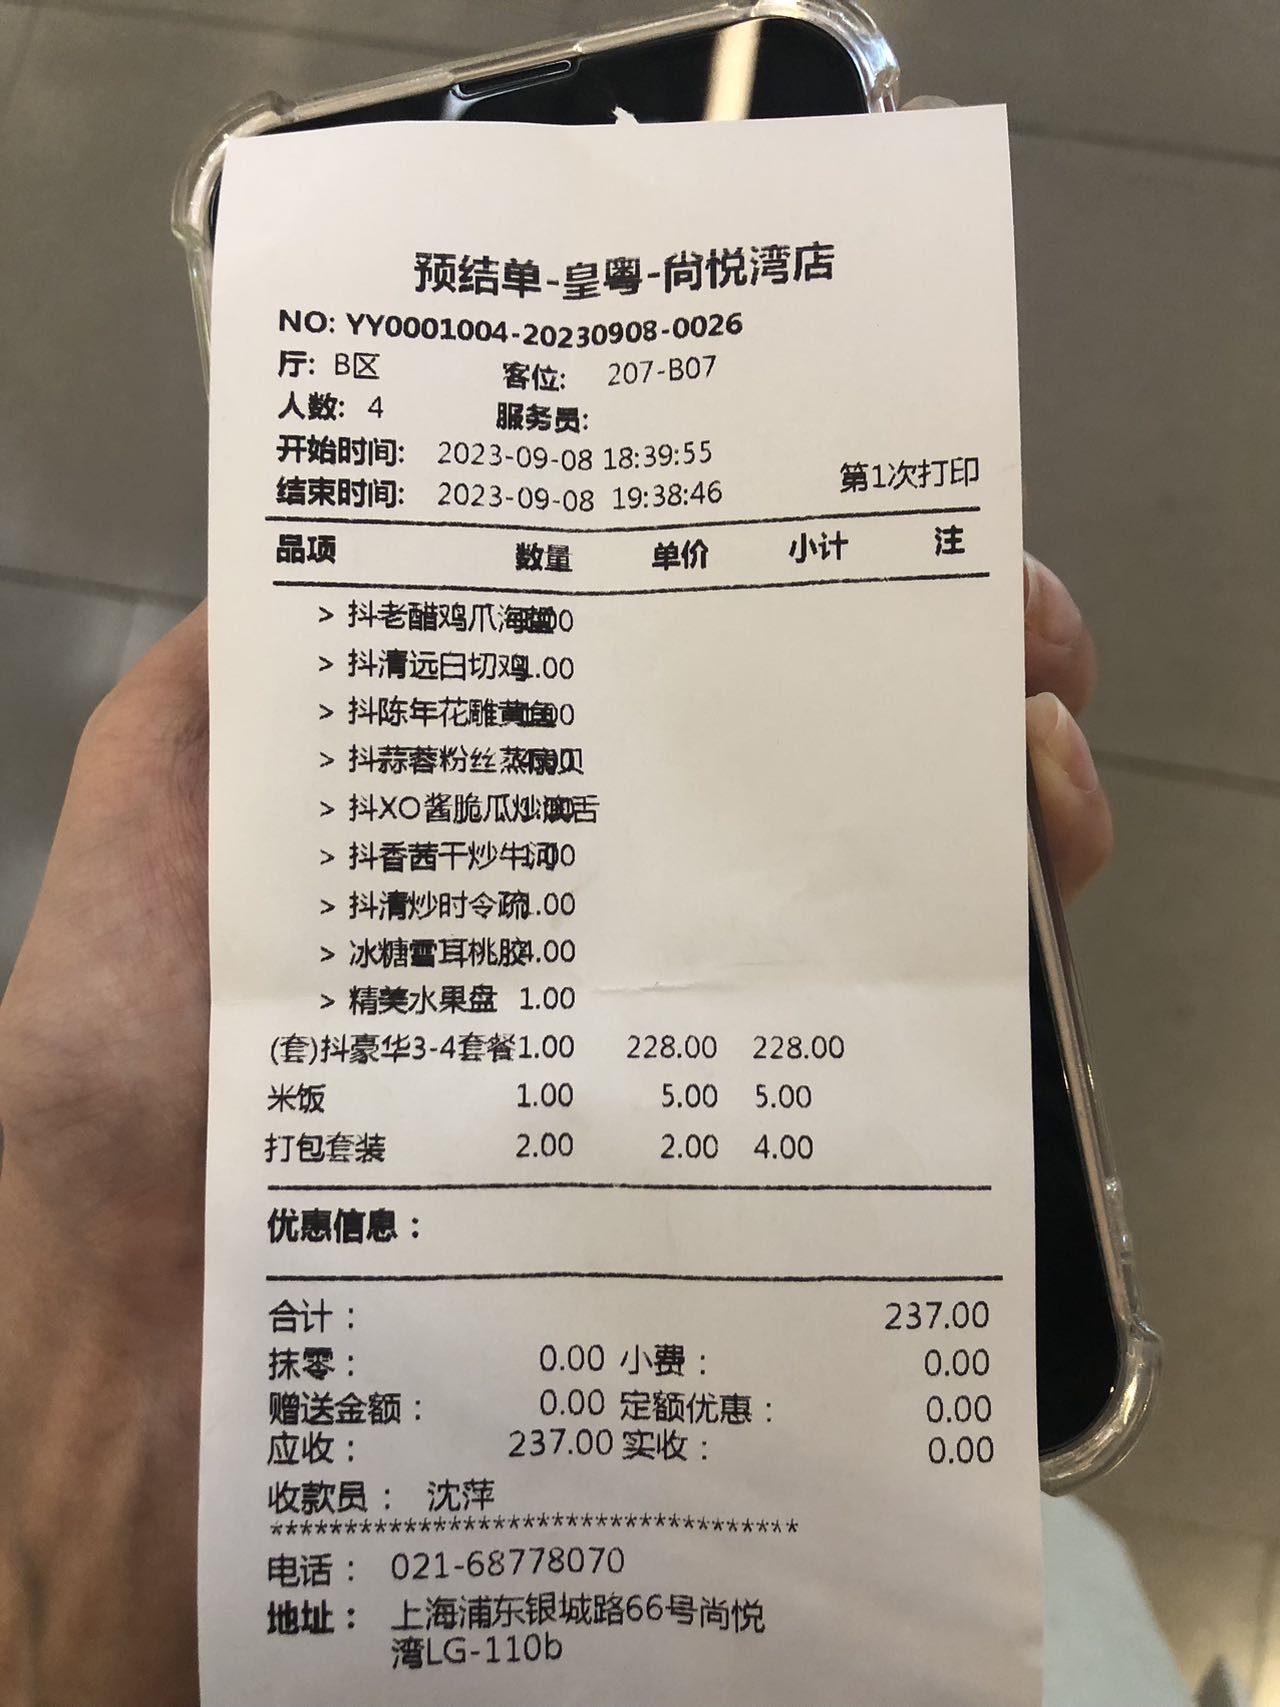 预结单-皇粤-尚悦湾店
NO: YY0001004-20230908-0026
厅: B区 客位: 207-B07
人数: 4 服务员:
开始时间: 2023-09-08 18:39:55
结束时间: 2023-09-08 19:38:46 第1次打印
品项 数量 单价 小计 注
> 抖老醋鸡爪海
> 抖清远白切鸡1.00
> 抖陈年花雕黄鱼
> 抖蒜蓉粉丝蒸扇贝
> 抖XO酱脆瓜炒 舌
> 抖香茜干炒牛河1.00
> 抖清炒时令疏1.00
> 冰糖雪耳桃胶4.00
> 精美水果盘 1.00
(套)抖豪华3-4套餐1.00 228.00 228.00
米饭 1.00 5.00 5.00
打包套装 2.00 2.00 4.00
优惠信息：
合计： 237.00
抹零： 0.00 小费： 0.00
赠送金额： 0.00 定额优惠： 0.00
应收： 237.00 实收： 0.00
收款员： 沈萍
************************************
电话： 021-68778070
地址： 上海浦东银城路66号尚悦
湾LG-110b